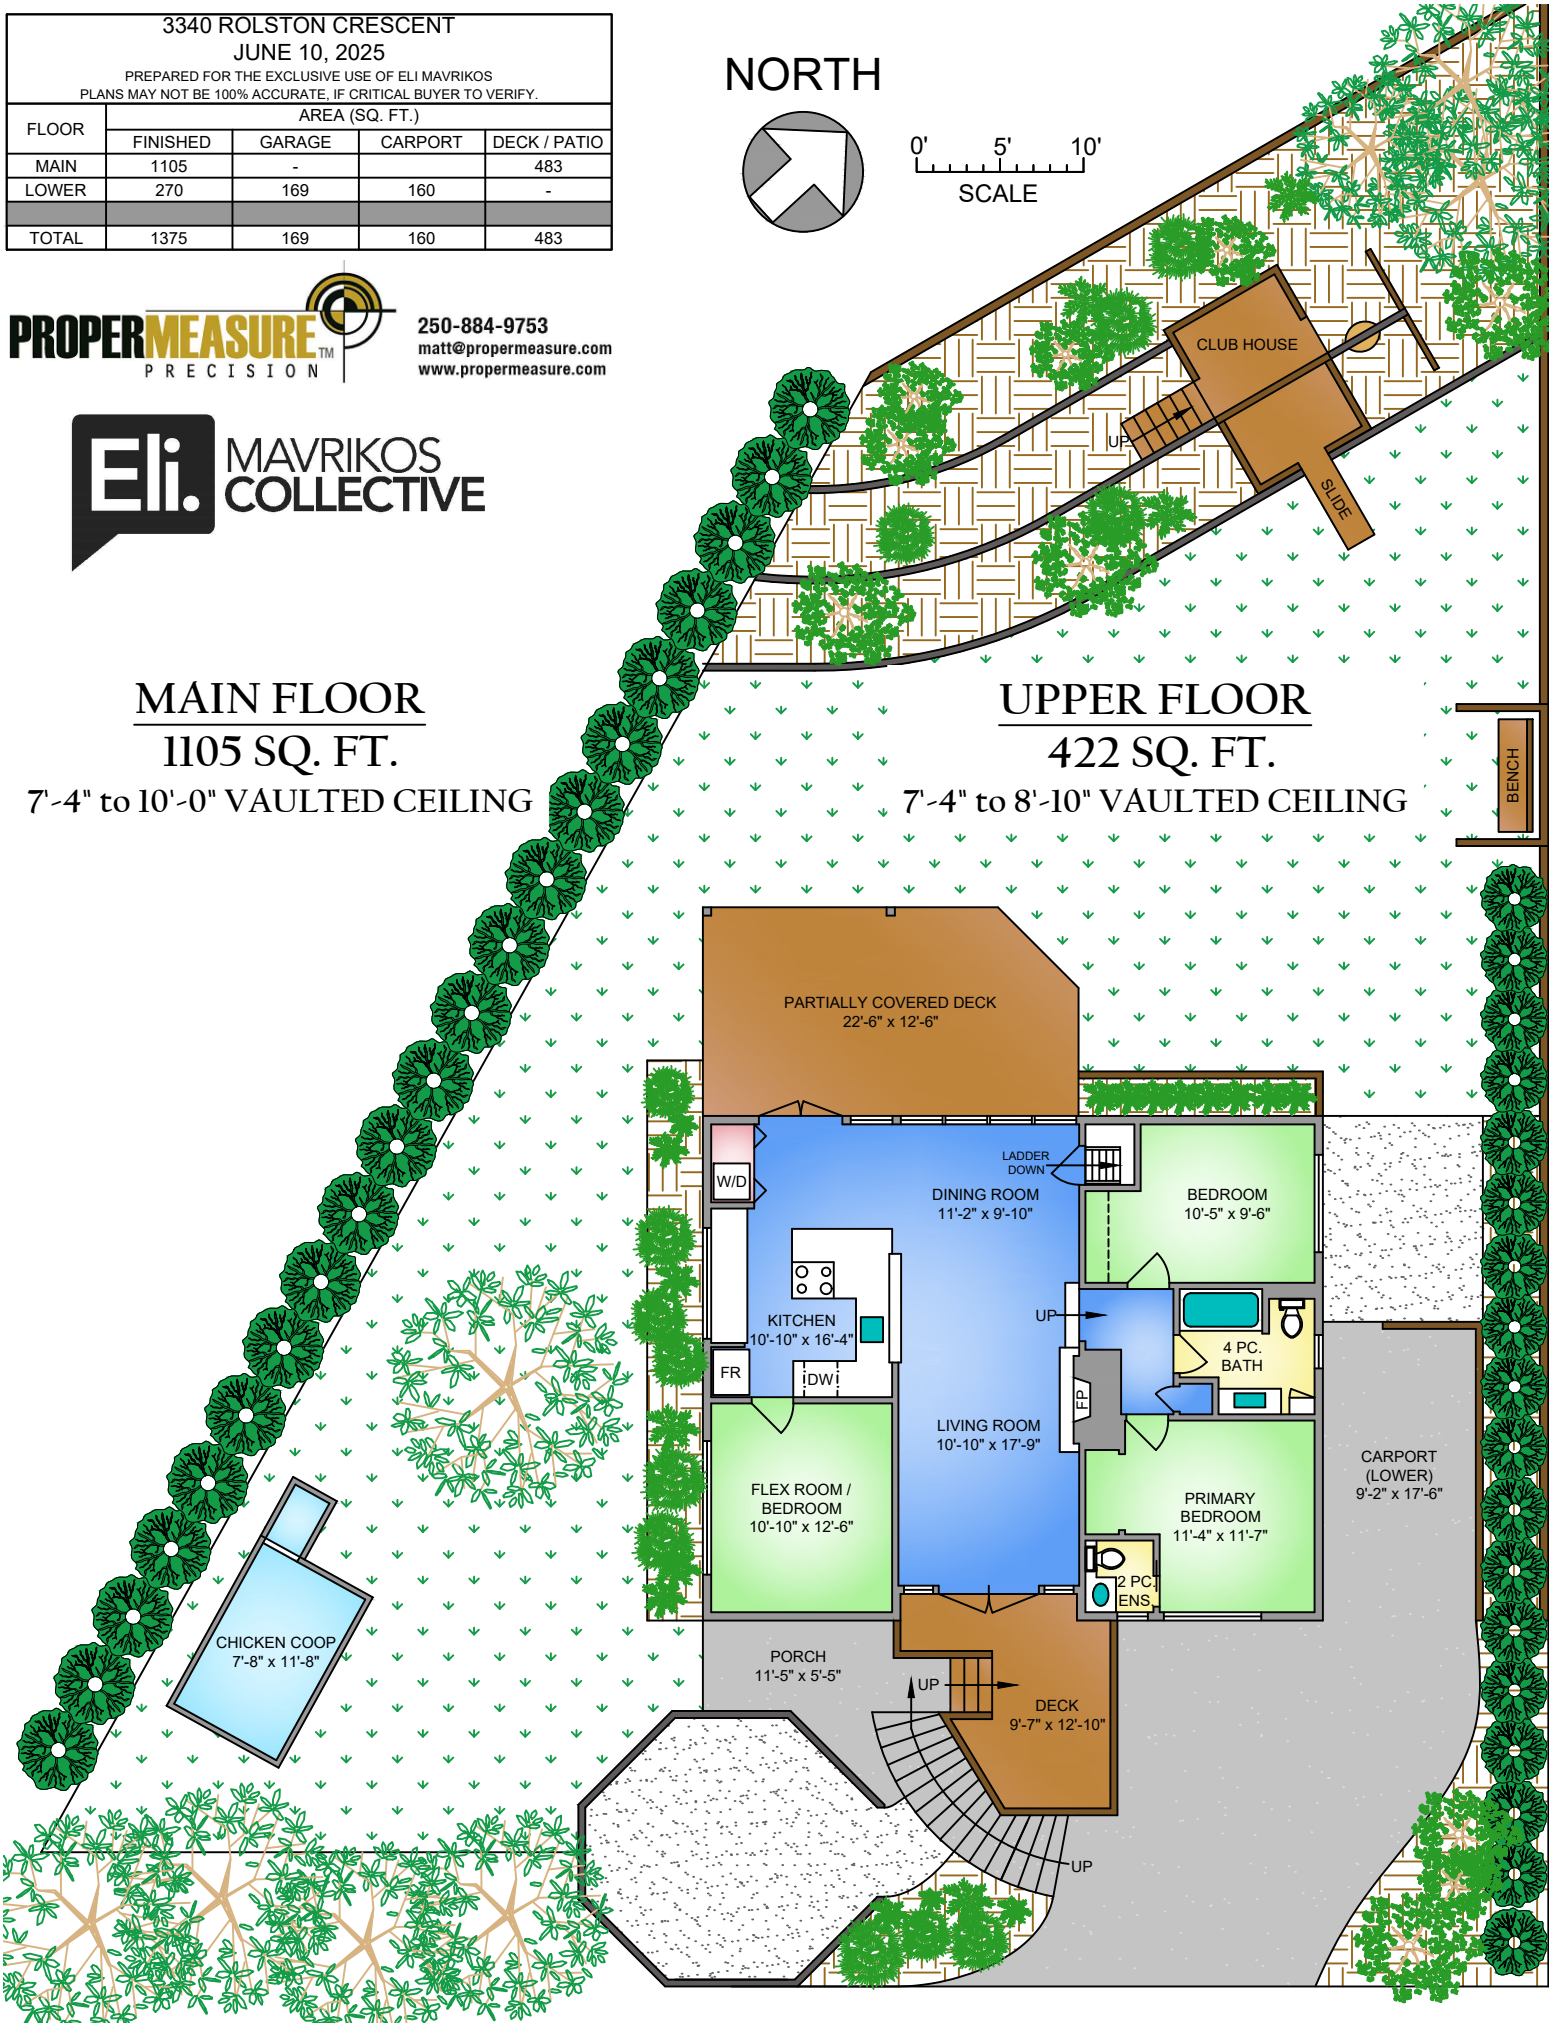 3340 ROLSTON CRESCENT
JUNE 10, 2025
PREPARED FOR THE EXCLUSIVE USE OF ELI MAVRIKOS
PLANS MAY NOT BE 100% ACCURATE, IF CRITICAL BUYER TO VERIFY.
FLOOR AREA (SQ. FT.)
FINISHED GARAGE CARPORT DECK / PATIO
MAIN 1105 - 483
LOWER 270 169 160 -
TOTAL 1375 169 160 483
PROPERMEASURE TM
PRECISION
250-884-9753
matt@propermeasure.com
www.propermeasure.com
Eli. MAVRIKOS
COLLECTIVE
NORTH
0' 5' 10'
SCALE
CLUB HOUSE
UP
SLIDE
MAIN FLOOR
1105 SQ. FT.
7'-4" to 10'-0" VAULTED CEILING
UPPER FLOOR
422 SQ. FT.
7'-4" to 8'-10" VAULTED CEILING
BENCH
PARTIALLY COVERED DECK
22'-6" x 12'-6"
W/D
LADDER
DOWN
DINING ROOM
11'-2" x 9'-10"
BEDROOM
10'-5" x 9'-6"
KITCHEN
10'-10" x 16'-4"
UP
4 PC.
BATH
FR
DW
FP
LIVING ROOM
10'-10" x 17'-9"
CARPORT
(LOWER)
9'-2" x 17'-6"
FLEX ROOM /
BEDROOM
10'-10" x 12'-6"
PRIMARY
BEDROOM
11'-4" x 11'-7"
2 PC.
ENS.
CHICKEN COOP
7'-8" x 11'-8"
PORCH
11'-5" x 5'-5"
UP
DECK
9'-7" x 12'-10"
UP